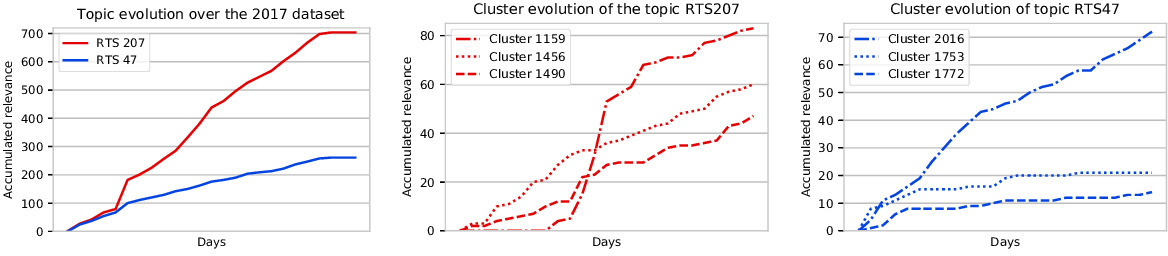 Topic evolution over the 2017 dataset
700
600
500
400
300
200
100
0
Accumulated relevance
Days
RTS 207
RTS 47
Cluster evolution of the topic RTS207
80
60
40
20
0
Accumulated relevance
Days
Cluster 1159
Cluster 1456
Cluster 1490
Cluster evolution of topic RTS47
70
60
50
40
30
20
10
0
Accumulated relevance
Days
Cluster 2016
Cluster 1753
Cluster 1772